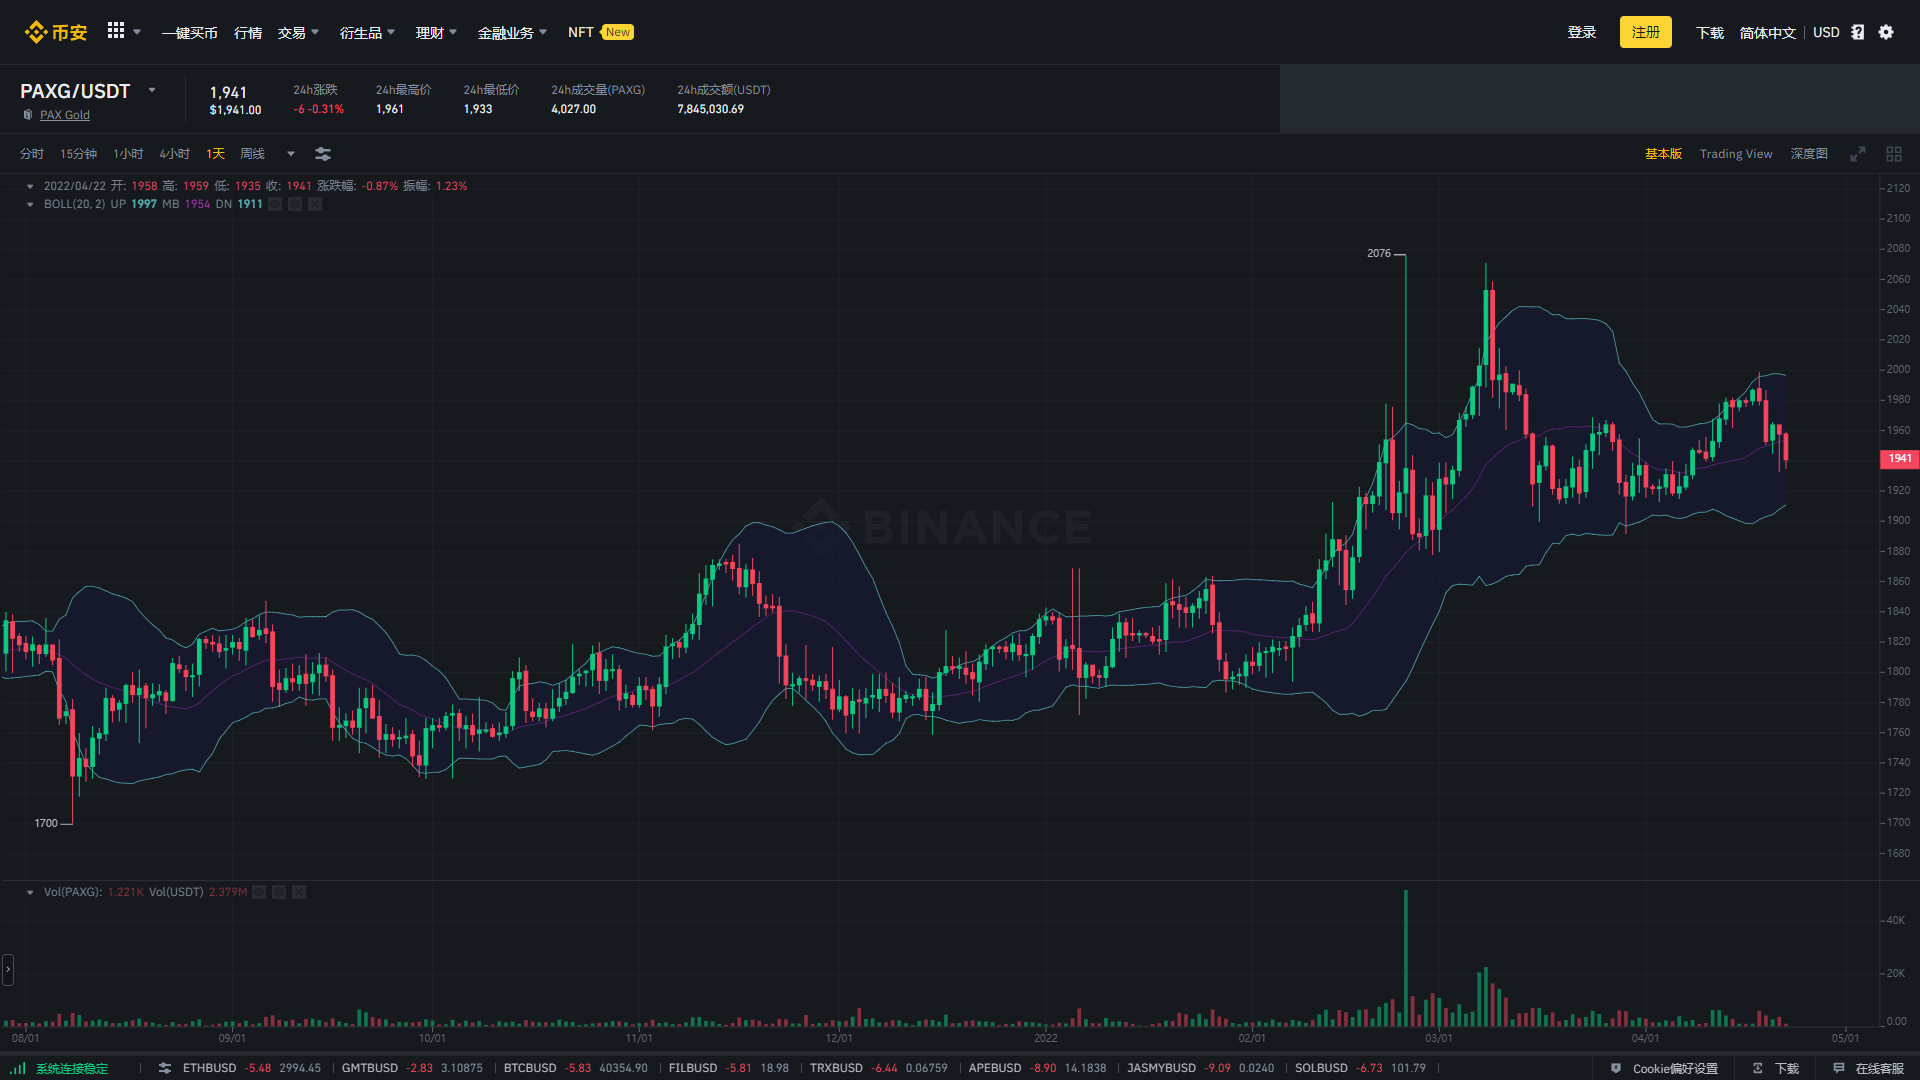 币安 一键买币 行情 交易 衍生品 理财 金融业务 NFT New 登录 注册 下载 简体中文 USD
PAXG/USDT 1,941 24h涨跌 24h最高价 24h最低价 24h成交量(PAXG) 24h成交额(USDT)
PAX Gold $1,941.00 -6 -0.31% 1,961 1,933 4,027.00 7,845,030.69
分时 15分钟 1小时 4小时 1天 周线 基本版 Trading View 深度图
2022/04/22 开: 1958 高: 1959 低: 1935 收: 1941 涨跌幅: -0.87% 振幅: 1.23%
BOLL(20, 2) UP 1997 MB 1954 DN 1911
2120
2100
2080
2076
2060
2040
2020
2000
1980
1960
1941
1920
1900
BINANCE
1880
1860
1840
1820
1800
1780
1760
1740
1720
1700
1700
1680
Vol(PAXG): 1.221K Vol(USDT) 2.379M
40K
20K
0.00
08/01 09/01 10/01 11/01 12/01 2022 02/01 03/01 04/01 05/01
系统连接稳定 ETHBUSD -5.48 2994.45 GMTBUSD -2.83 3.10875 BTCBUSD -5.83 40354.90 FILBUSD -5.81 18.98 TRXBUSD -6.44 0.06759 APEBUSD -8.90 14.1838 JASMYBUSD -9.09 0.0240 SOLBUSD -6.73 101.79 Cookie偏好设置 下载 在线客服